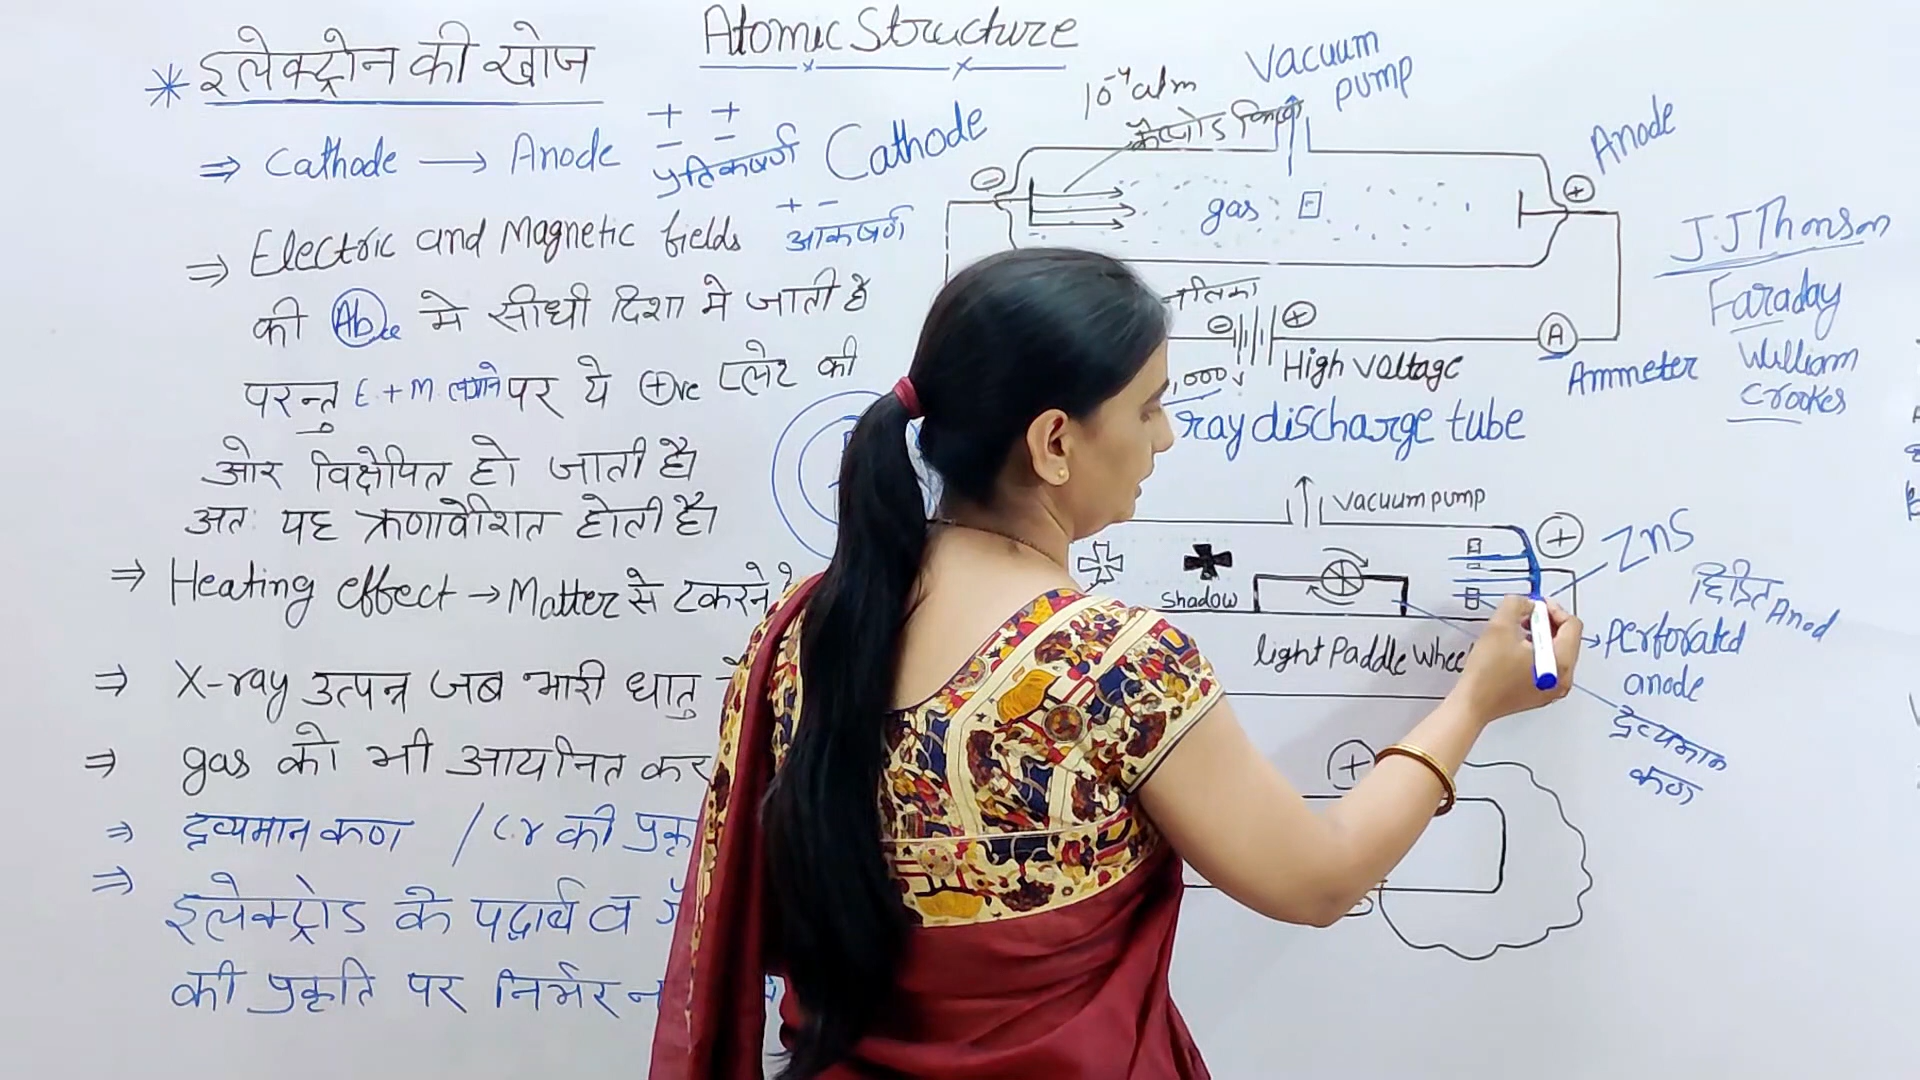 Atomic Structure
* इलेक्ट्रोन की खोज
⇒ Cathode → Anode
+ +
- -
प्रतिकर्षण
+ -
आकर्षण
⇒ Electric and Magnetic fields
की Abce मे सीधी दिशा मे जाती है
परन्तु E + M लगाने पर ये +ve प्लेट की
ओर विक्षेपित हो जाती है।
अतः यह ऋणावेशित होती है।
⇒ Heating effect → Matter से टकराने
⇒ X-ray उत्पन्न जब भारी धातु
⇒ gas को भी आयनित कर
⇒ द्रव्यमान कण / C.r की
⇒ इलेक्ट्रोड के पदार्थ व
की प्रकृति पर निर्भर
Cathode
10⁻⁴ atm
Vacuum
pump
Anode
-
gas
+
J.J Thomson
Faraday
William
Crookes
- +
,000 v
High voltage
A
Ammeter
ray discharge tube
Vacuum pump
+
ZnS
Shadow
light Paddle Whee
छिद्रित Anod
→ Perforated
anode
द्रव्यमान
कण
+